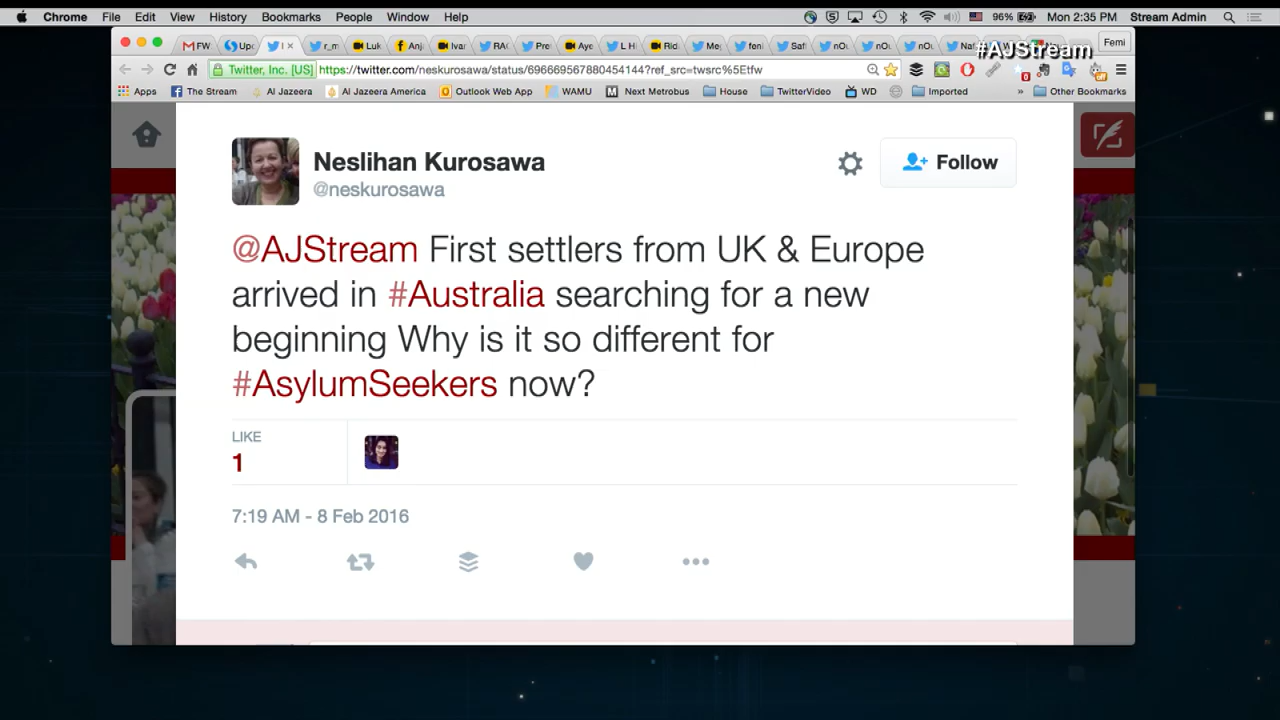 Chrome File Edit View History Bookmarks People Window Help 96% Mon 2:35 PM Stream Admin
FW Upc r_m Luk Anj Ivar RAC Pre Aye L H Rid Me feni Saf nO nO nO Nat
#AJStream
Femi
Twitter, Inc. [US] https://twitter.com/neskurosawa/status/696669567880454144?ref_src=twsrc%5Etfw
Apps The Stream Al Jazeera Al Jazeera America Outlook Web App WAMU Next Metrobus House TwitterVideo WD Imported » Other Bookmarks
Neslihan Kurosawa
@neskurosawa
Follow
@AJStream First settlers from UK & Europe
arrived in #Australia searching for a new
beginning Why is it so different for
#AsylumSeekers now?
LIKE
1
7:19 AM - 8 Feb 2016